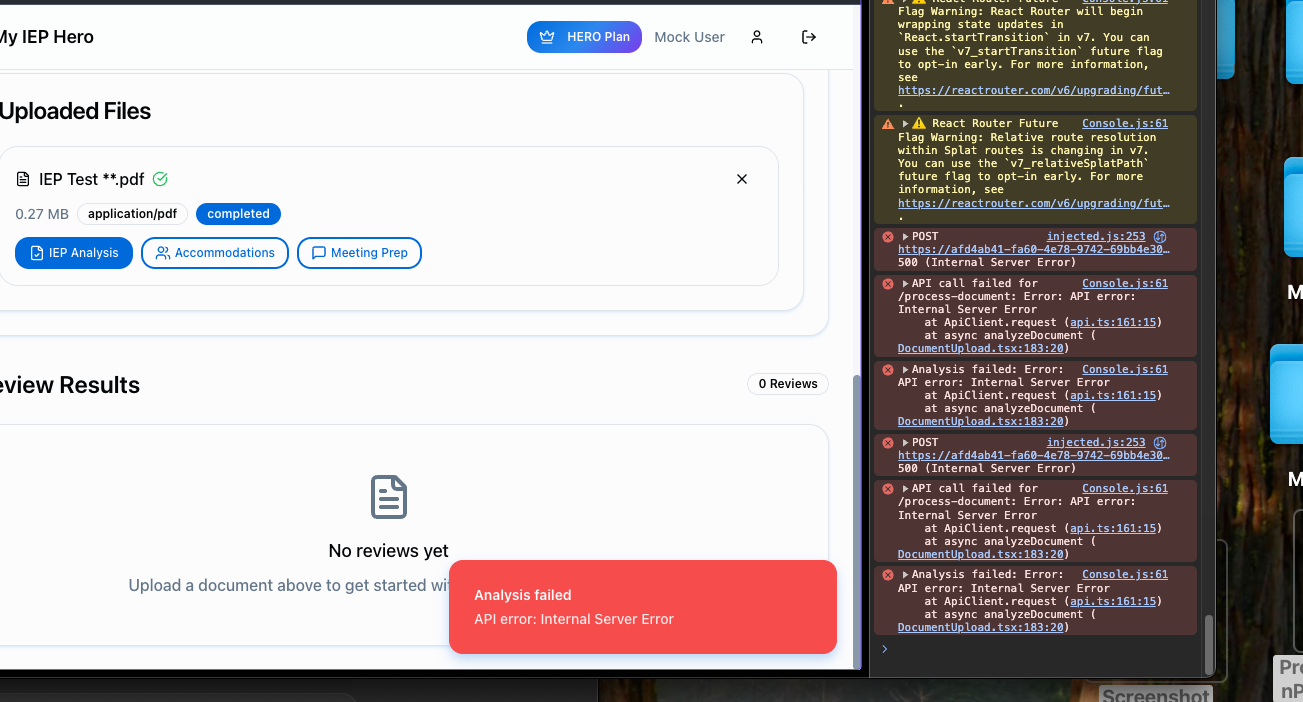 My IEP Hero
HERO Plan
Mock User
Uploaded Files
IEP Test **.pdf
0.27 MB
application/pdf
completed
IEP Analysis
Accommodations
Meeting Prep
eview Results
0 Reviews
No reviews yet
Upload a document above to get started wi
Analysis failed
API error: Internal Server Error
React Router Future Console.js:61
Flag Warning: React Router will begin
wrapping state updates in
`React.startTransition` in v7. You can
use the `v7_startTransition` future flag
to opt-in early. For more information,
see
https://reactrouter.com/v6/upgrading/fut…
.
React Router Future Console.js:61
Flag Warning: Relative route resolution
within Splat routes is changing in v7.
You can use the `v7_relativeSplatPath`
future flag to opt-in early. For more
information, see
https://reactrouter.com/v6/upgrading/fut…
.
POST injected.js:253
https://afd4ab41-fa60-4e78-9742-69bb4e30…
500 (Internal Server Error)
API call failed for Console.js:61
/process-document: Error: API error:
Internal Server Error
at ApiClient.request (api.ts:161:15)
at async analyzeDocument (
DocumentUpload.tsx:183:20)
Analysis failed: Error: Console.js:61
API error: Internal Server Error
at ApiClient.request (api.ts:161:15)
at async analyzeDocument (
DocumentUpload.tsx:183:20)
POST injected.js:253
https://afd4ab41-fa60-4e78-9742-69bb4e30…
500 (Internal Server Error)
API call failed for Console.js:61
/process-document: Error: API error:
Internal Server Error
at ApiClient.request (api.ts:161:15)
at async analyzeDocument (
DocumentUpload.tsx:183:20)
Analysis failed: Error: Console.js:61
API error: Internal Server Error
at ApiClient.request (api.ts:161:15)
at async analyzeDocument (
DocumentUpload.tsx:183:20)
M
M
Pre
nP
Screenshot